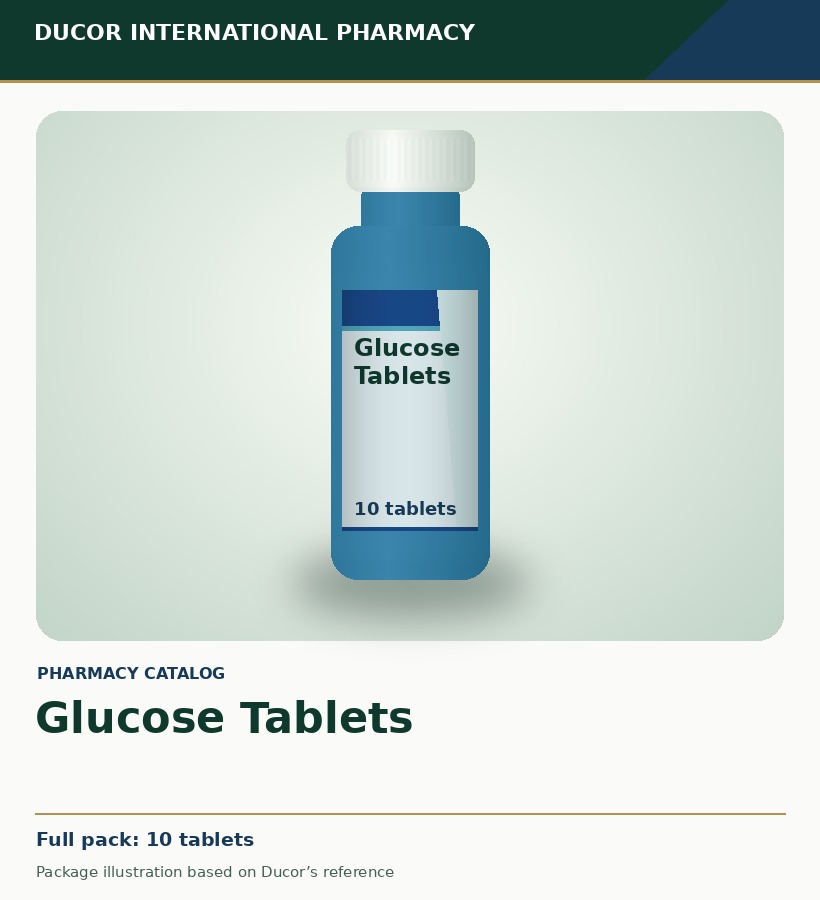 DUCOR INTERNATIONAL PHARMACY
Glucose
Tablets
10 tablets
PHARMACY CATALOG
Glucose Tablets
Full pack: 10 tablets
Package illustration based on Ducor’s reference